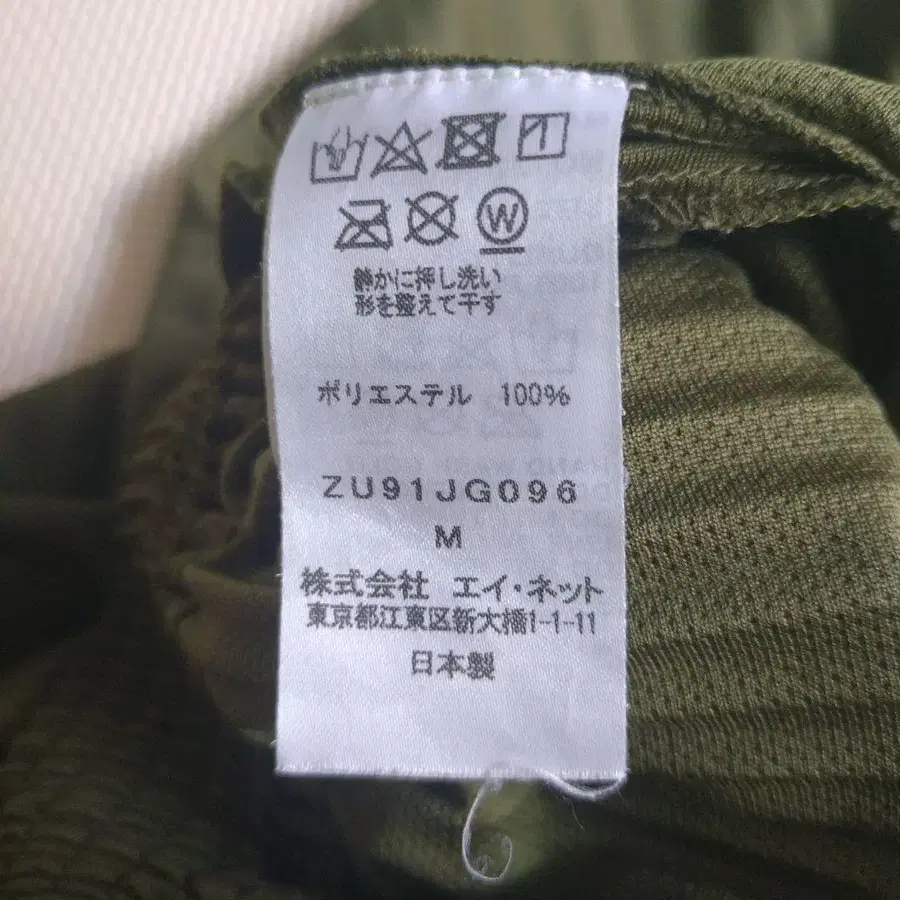 W
静かに押し洗い
形を整えて干す
ポリエステル 100%
ZU91JG096
M
株式会社 エイ・ネット
東京都江東区新大橋1-1-11
日本製